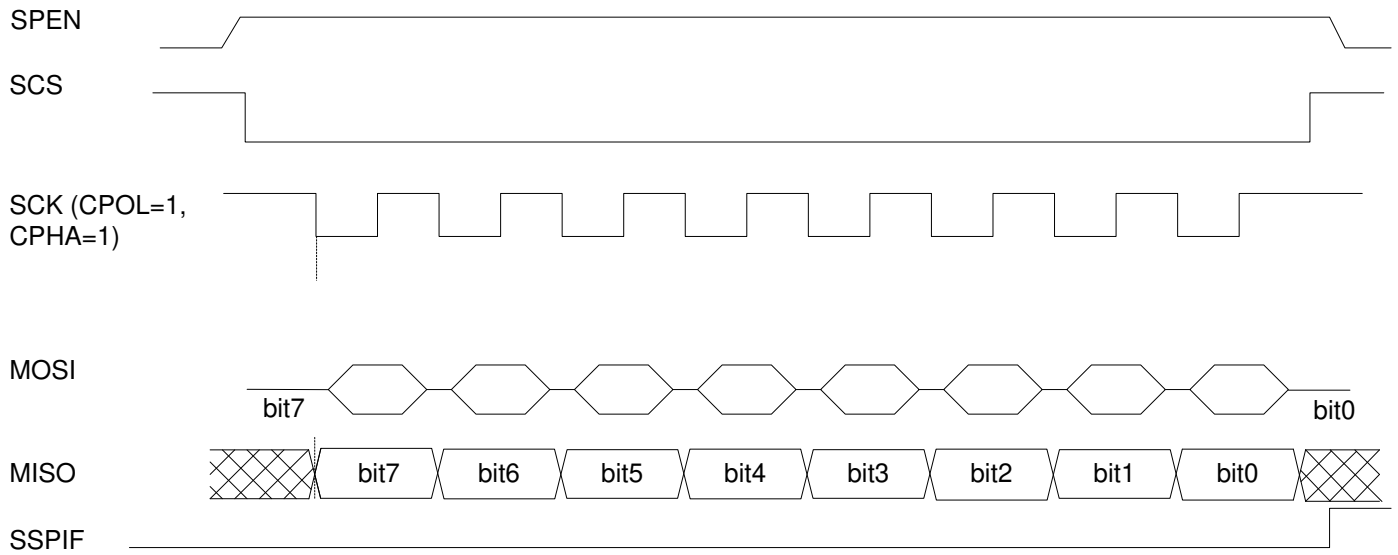 SPEN
SCS
SCK (CPOL=1,
CPHA=1)
MOSI
bit7
bit0
MISO
bit7
bit6
bit5
bit4
bit3
bit2
bit1
bit0
SSPIF